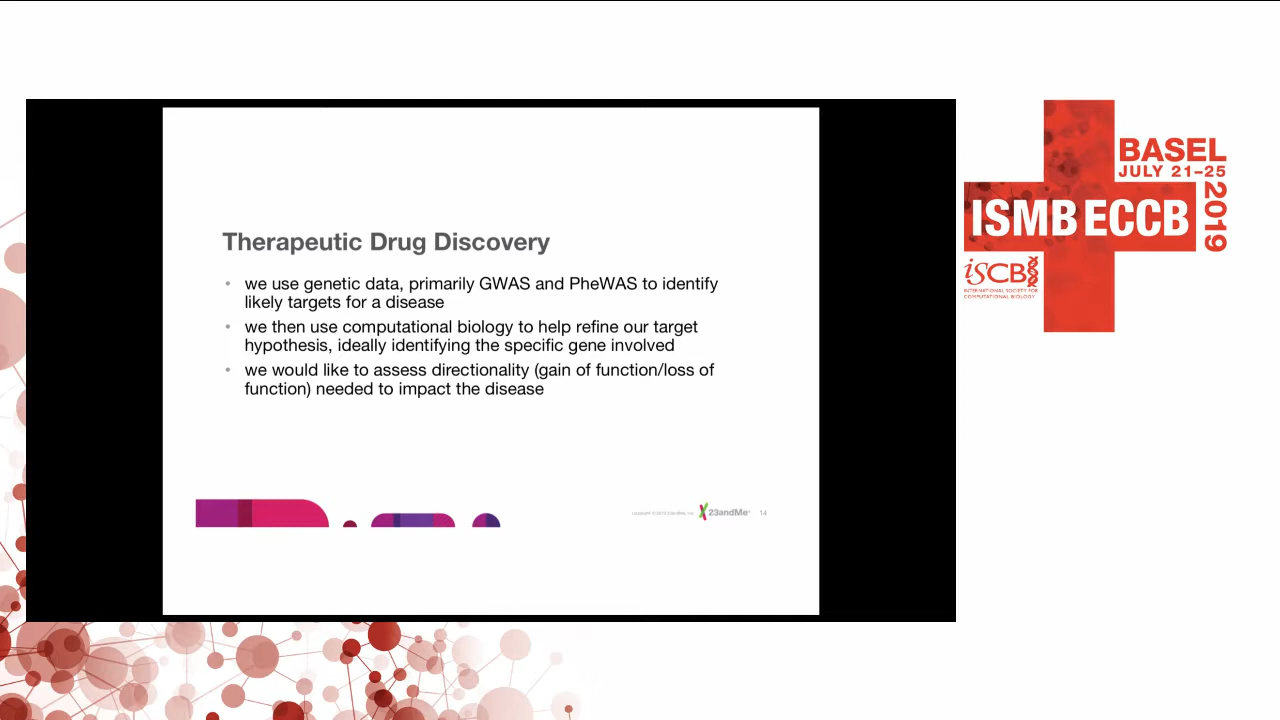 Therapeutic Drug Discovery
• we use genetic data, primarily GWAS and PheWAS to identify
likely targets for a disease
• we then use computational biology to help refine our target
hypothesis, ideally identifying the specific gene involved
• we would like to assess directionality (gain of function/loss of
function) needed to impact the disease
23andMe
14
BASEL
JULY 21–25
2019
ISMB ECCB
iSCB
INTERNATIONAL SOCIETY FOR
COMPUTATIONAL BIOLOGY